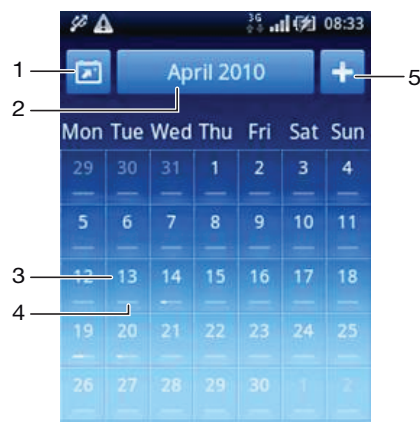 3G 08:33
1 April 2010 5
2
Mon Tue Wed Thu Fri Sat Sun
29 30 31 1 2 3 4
5 6 7 8 9 10 11
3 12 13 14 15 16 17 18
4
19 20 21 22 23 24 25
26 27 28 29 30 1 2